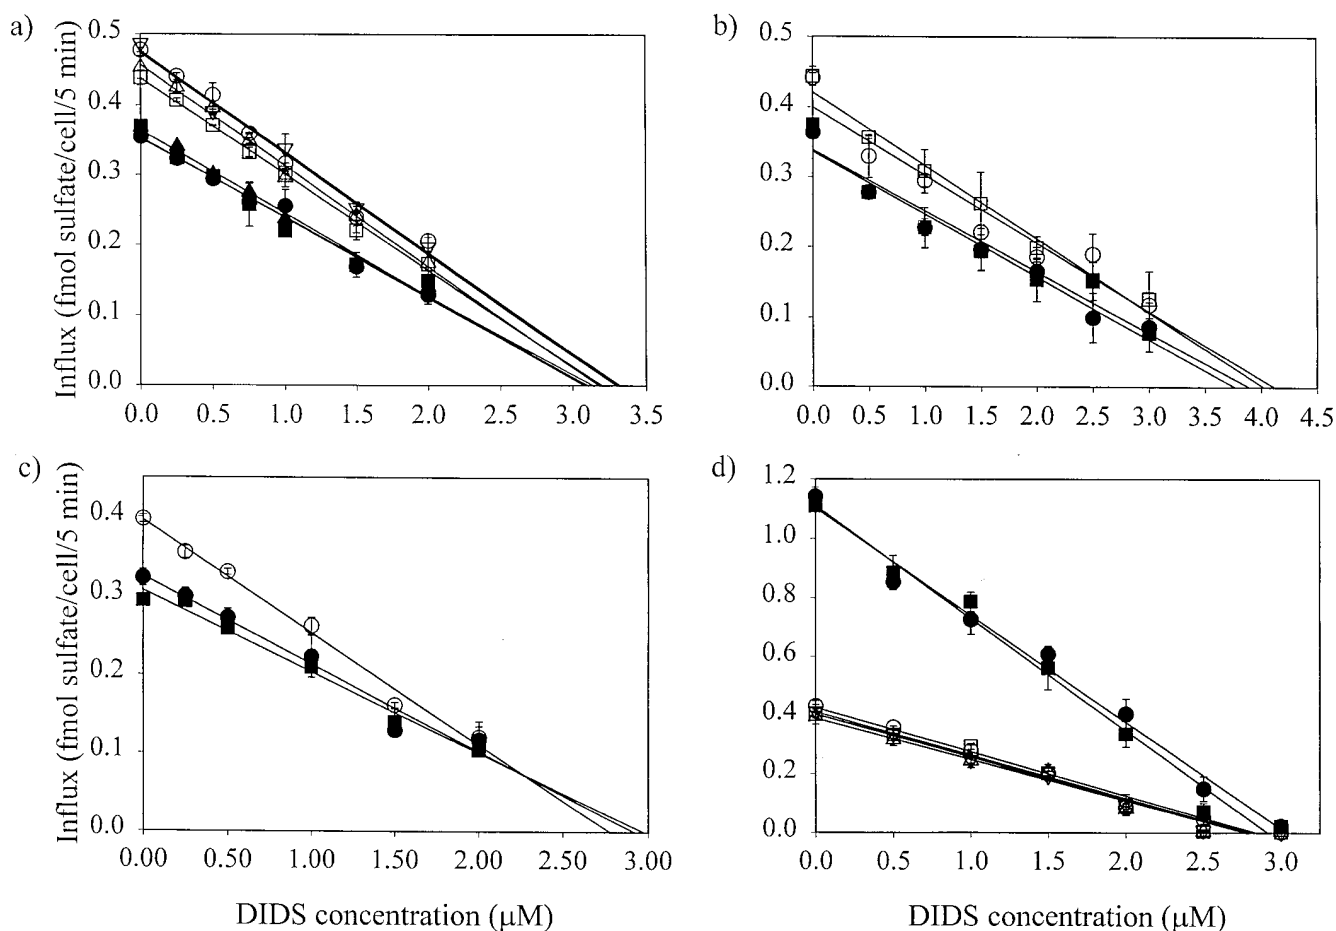 a)
Influx (fmol sulfate/cell/5 min)
0.5
0.4
0.3
0.2
0.1
0.0
0.0 0.5 1.0 1.5 2.0 2.5 3.0 3.5
b)
0.5
0.4
0.3
0.2
0.1
0.0
0.0 0.5 1.0 1.5 2.0 2.5 3.0 3.5 4.0 4.5
c)
Influx (fmol sulfate/cell/5 min)
0.4
0.3
0.2
0.1
0.0
0.00 0.50 1.00 1.50 2.00 2.50 3.00
DIDS concentration (μM)
d)
1.2
1.0
0.8
0.6
0.4
0.2
0.0
0.0 0.5 1.0 1.5 2.0 2.5 3.0
DIDS concentration (μM)